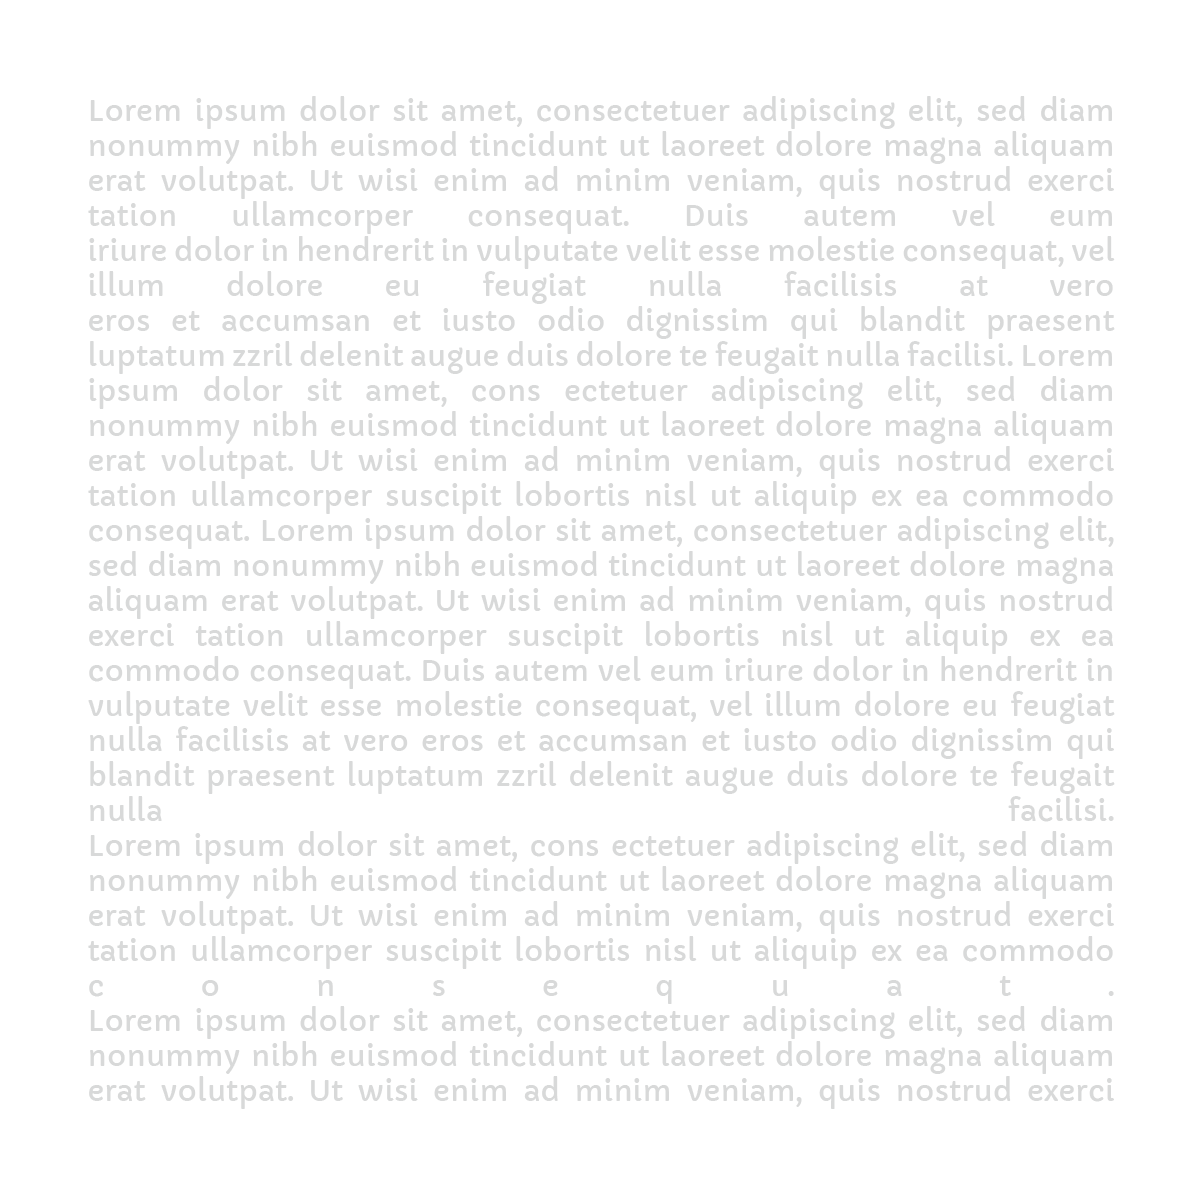 Lorem ipsum dolor sit amet, consectetuer adipiscing elit, sed diam
nonummy nibh euismod tincidunt ut laoreet dolore magna aliquam
erat volutpat. Ut wisi enim ad minim veniam, quis nostrud exerci
tation ullamcorper consequat. Duis autem vel eum
iriure dolor in hendrerit in vulputate velit esse molestie consequat, vel
illum dolore eu feugiat nulla facilisis at vero
eros et accumsan et iusto odio dignissim qui blandit praesent
luptatum zzril delenit augue duis dolore te feugait nulla facilisi. Lorem
ipsum dolor sit amet, cons ectetuer adipiscing elit, sed diam
nonummy nibh euismod tincidunt ut laoreet dolore magna aliquam
erat volutpat. Ut wisi enim ad minim veniam, quis nostrud exerci
tation ullamcorper suscipit lobortis nisl ut aliquip ex ea commodo
consequat. Lorem ipsum dolor sit amet, consectetuer adipiscing elit,
sed diam nonummy nibh euismod tincidunt ut laoreet dolore magna
aliquam erat volutpat. Ut wisi enim ad minim veniam, quis nostrud
exerci tation ullamcorper suscipit lobortis nisl ut aliquip ex ea
commodo consequat. Duis autem vel eum iriure dolor in hendrerit in
vulputate velit esse molestie consequat, vel illum dolore eu feugiat
nulla facilisis at vero eros et accumsan et iusto odio dignissim qui
blandit praesent luptatum zzril delenit augue duis dolore te feugait
nulla facilisi.
Lorem ipsum dolor sit amet, cons ectetuer adipiscing elit, sed diam
nonummy nibh euismod tincidunt ut laoreet dolore magna aliquam
erat volutpat. Ut wisi enim ad minim veniam, quis nostrud exerci
tation ullamcorper suscipit lobortis nisl ut aliquip ex ea commodo
consequat.
Lorem ipsum dolor sit amet, consectetuer adipiscing elit, sed diam
nonummy nibh euismod tincidunt ut laoreet dolore magna aliquam
erat volutpat. Ut wisi enim ad minim veniam, quis nostrud exerci